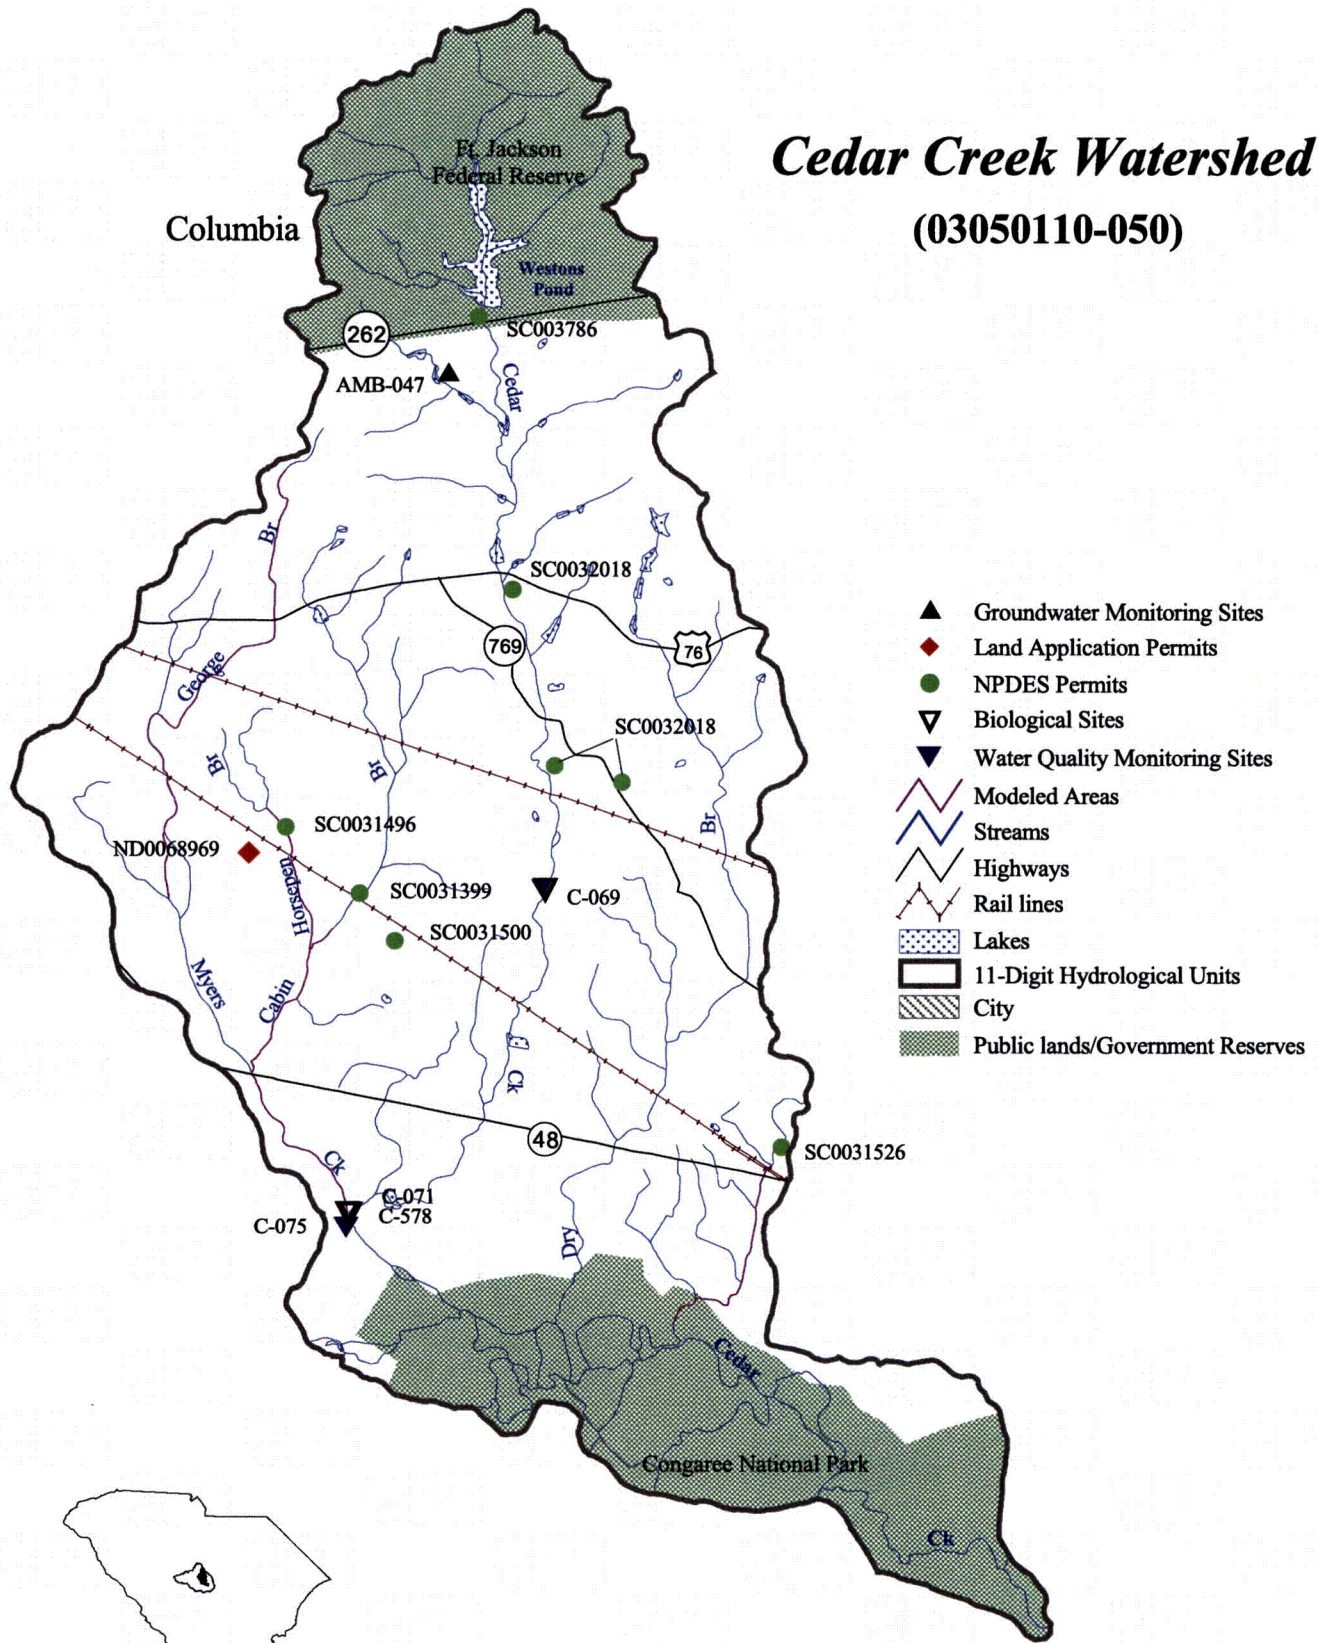 Cedar Creek Watershed
(03050110-050)
Ft. Jackson
Federal Reserve
Columbia
Westons
Pond
SC003786
262
AMB-047
Cedar
Br
SC0032018
769
76
George
SC0032018
Br
Br
Br
SC0031496
ND0068969
Horsepen
SC0031399
C-069
SC0031500
Myers
Cabin
Ck
48
SC0031526
Ck
C-071
C-578
C-075
Dry
Cedar
Congaree National Park
Ck
Groundwater Monitoring Sites
Land Application Permits
NPDES Permits
Biological Sites
Water Quality Monitoring Sites
Modeled Areas
Streams
Highways
Rail lines
Lakes
11-Digit Hydrological Units
City
Public lands/Government Reserves